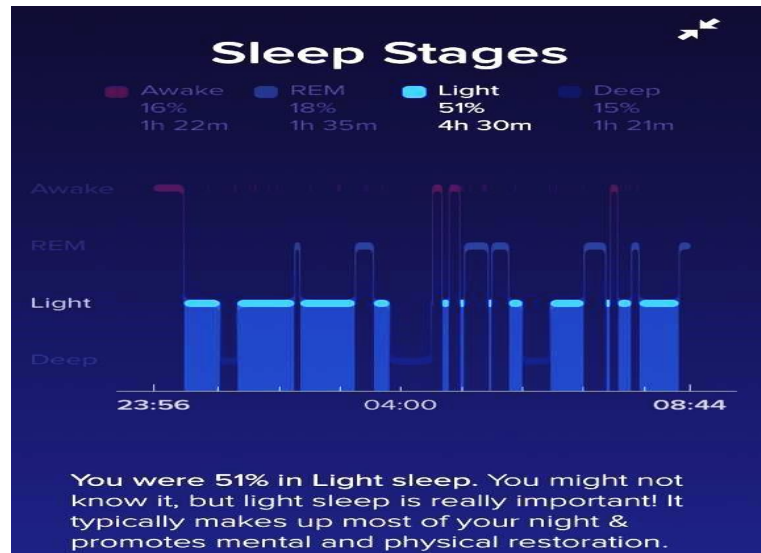 Sleep Stages
Awake REM Light Deep
16% 18% 51% 15%
1h 22m 1h 35m 4h 30m 1h 21m
Awake
REM
Light
Deep
23:56 04:00 08:44
You were 51% in Light sleep. You might not
know it, but light sleep is really important! It
typically makes up most of your night &
promotes mental and physical restoration.